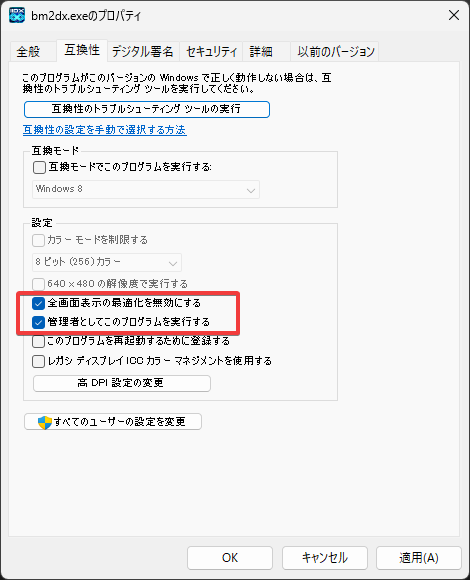 bm2dx.exeのプロパティ
全般 互換性 デジタル署名 セキュリティ 詳細 以前のバージョン
このプログラムがこのバージョンの Windows で正しく動作しない場合は、互
換性のトラブルシューティング ツールを実行してください。
互換性のトラブルシューティング ツールの実行
互換性の設定を手動で選択する方法
互換モード
互換モードでこのプログラムを実行する:
Windows 8
設定
カラー モードを制限する
8 ビット (256) カラー
640 x 480 の解像度で実行する
全画面表示の最適化を無効にする
管理者としてこのプログラムを実行する
このプログラムを再起動するために登録する
レガシ ディスプレイ ICC カラー マネジメントを使用する
高 DPI 設定の変更
すべてのユーザーの設定を変更
OK キャンセル 適用(A)